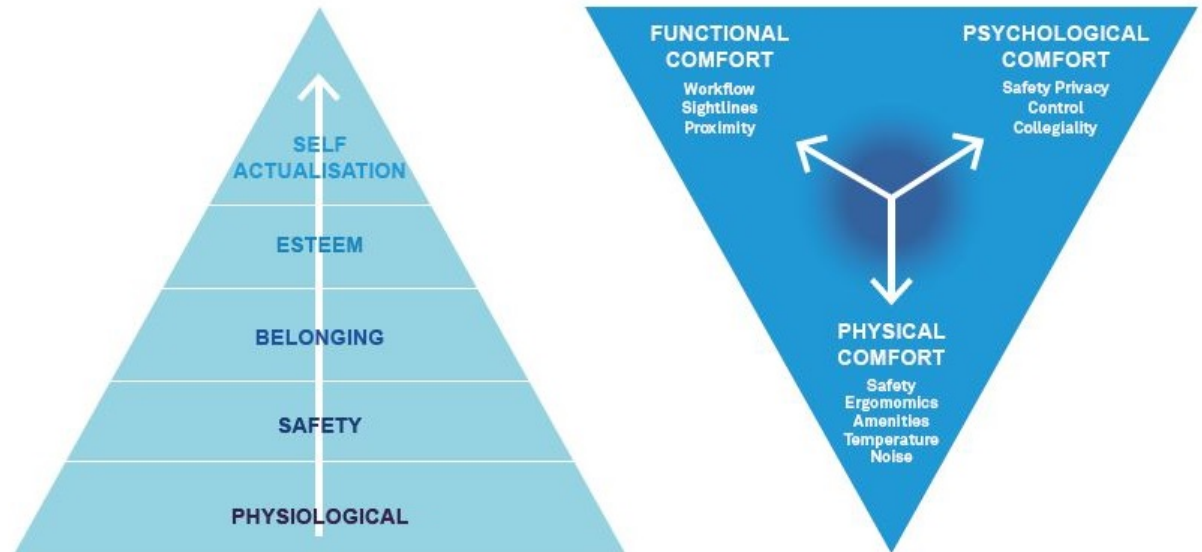 SELF
ACTUALISATION
ESTEEM
BELONGING
SAFETY
PHYSIOLOGICAL
FUNCTIONAL
COMFORT
Workflow
Sightlines
Proximity
PSYCHOLOGICAL
COMFORT
Safety Privacy
Control
Collegiality
PHYSICAL
COMFORT
Safety
Ergomomics
Amenities
Temperature
Noise